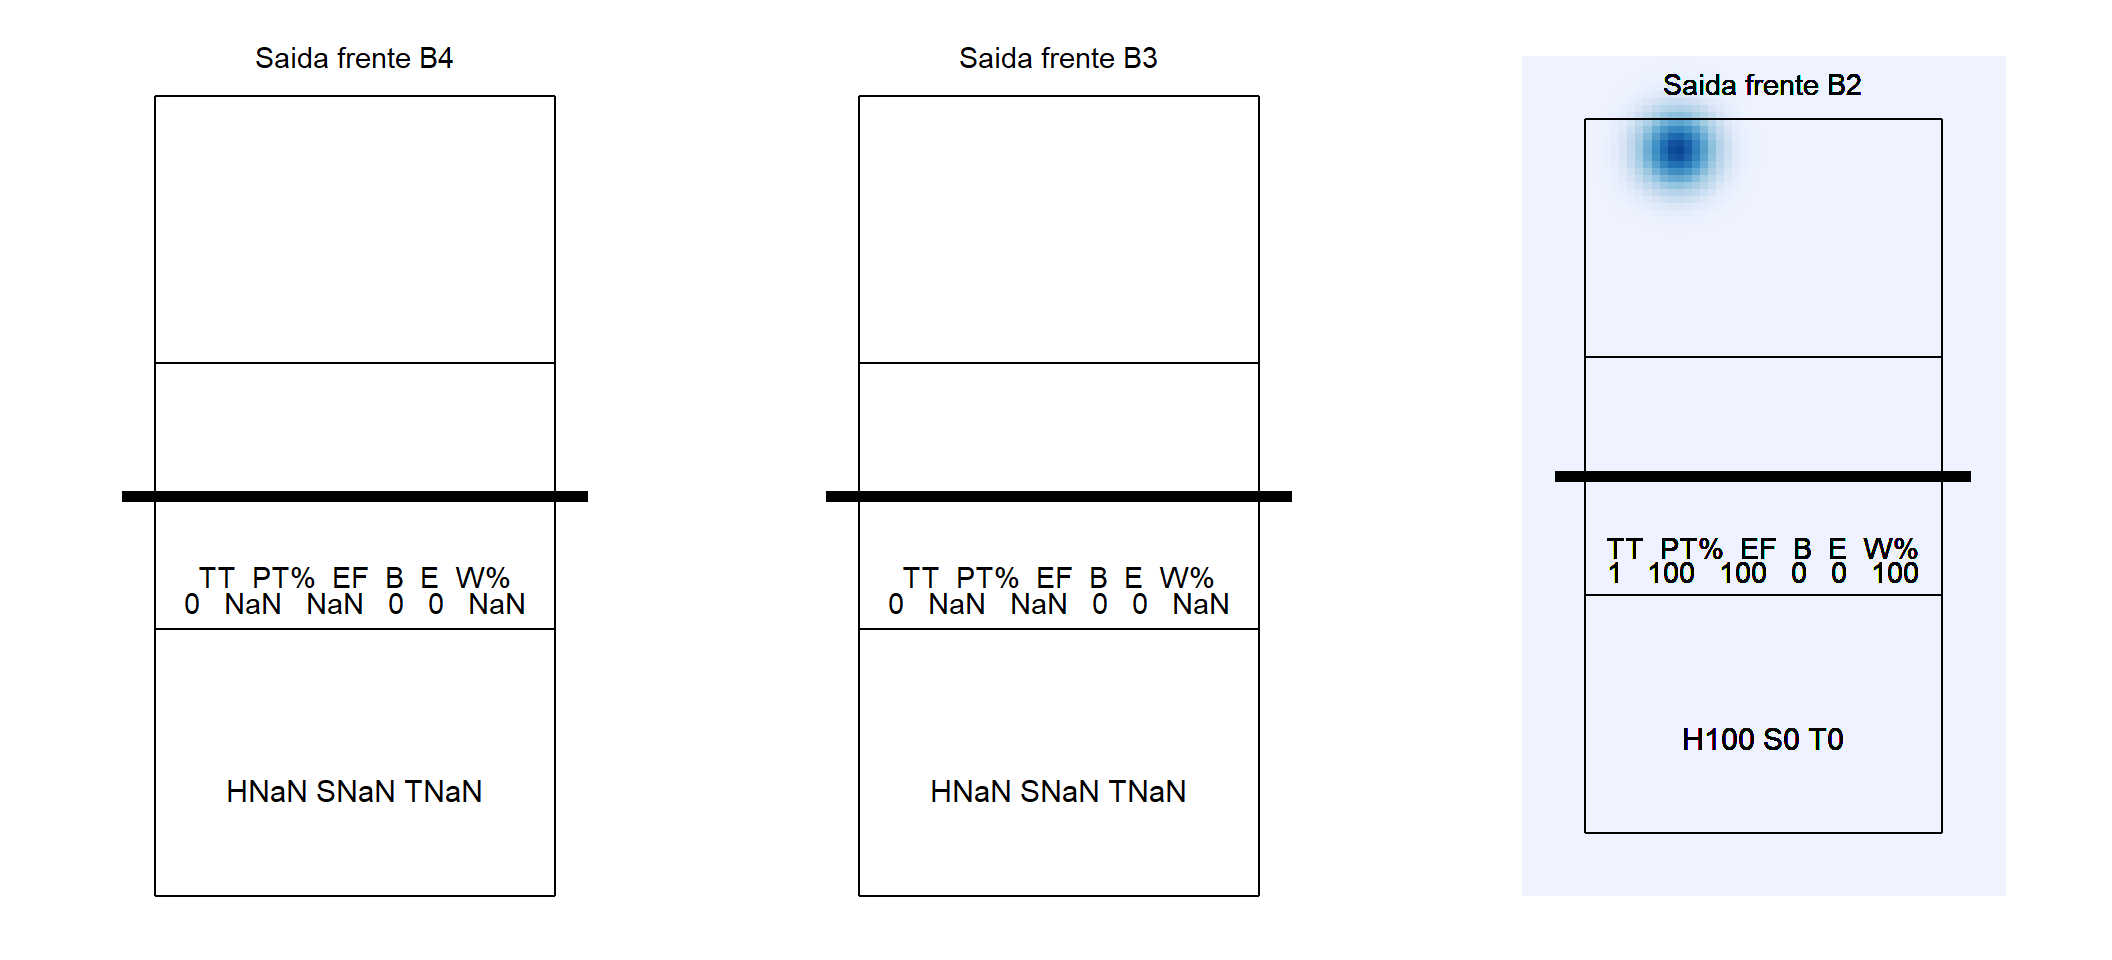 Saida frente B4
TT PT% EF B E W%
0 NaN NaN 0 0 NaN
HNaN SNaN TNaN
Saida frente B3
TT PT% EF B E W%
0 NaN NaN 0 0 NaN
HNaN SNaN TNaN
Saida frente B2
TT PT% EF B E W%
1 100 100 0 0 100
H100 S0 T0